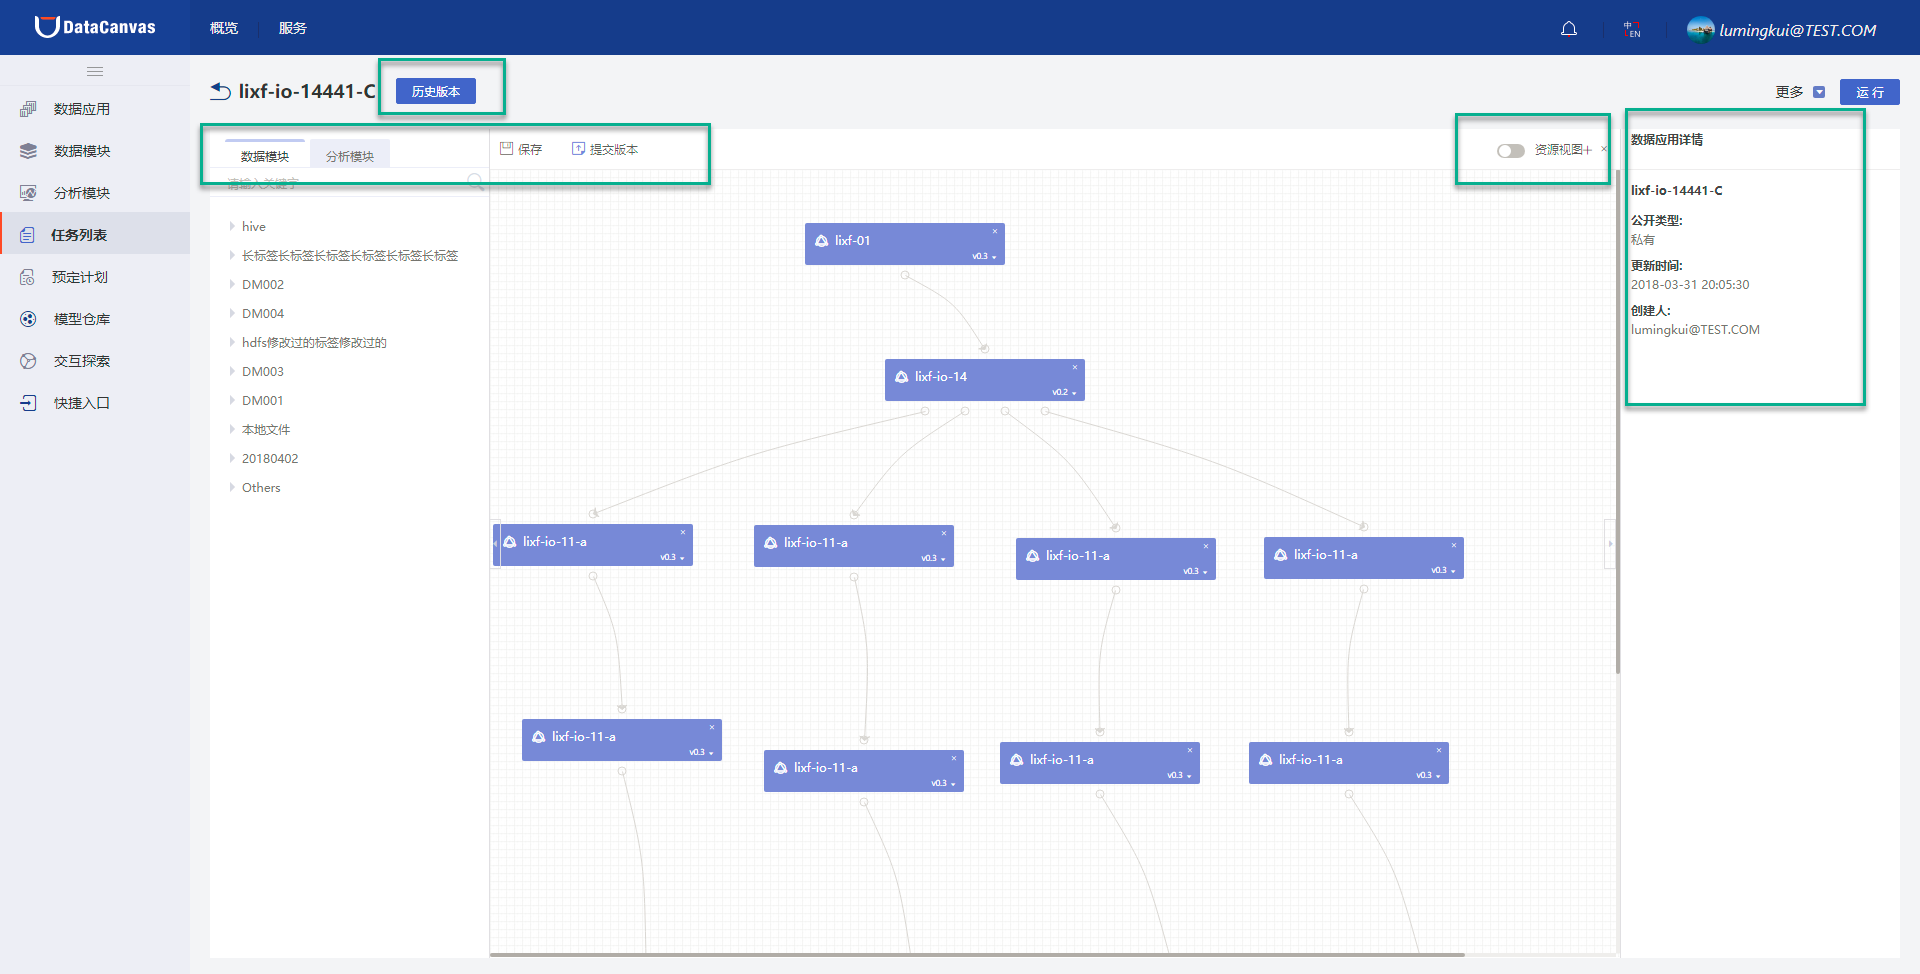 DataCanvas
概览
服务
中
EN
lumingkui@TEST.COM
数据应用
数据模块
分析模块
任务列表
预定计划
模型仓库
交互探索
快捷入口
lixf-io-14441-C
历史版本
更多
运行
数据模块
分析模块
保存
提交版本
资源视图
请输入关键字
hive
长标签长标签长标签长标签长标签长标签
DM002
DM004
hdfs修改过的标签修改过的
DM003
DM001
本地文件
20180402
Others
lixf-01
v0.3
lixf-io-14
v0.2
lixf-io-11-a
v0.3
lixf-io-11-a
v0.3
lixf-io-11-a
v0.3
lixf-io-11-a
v0.3
lixf-io-11-a
v0.3
lixf-io-11-a
v0.3
lixf-io-11-a
v0.3
lixf-io-11-a
v0.3
数据应用详情
lixf-io-14441-C
公开类型:
私有
更新时间:
2018-03-31 20:05:30
创建人:
lumingkui@TEST.COM